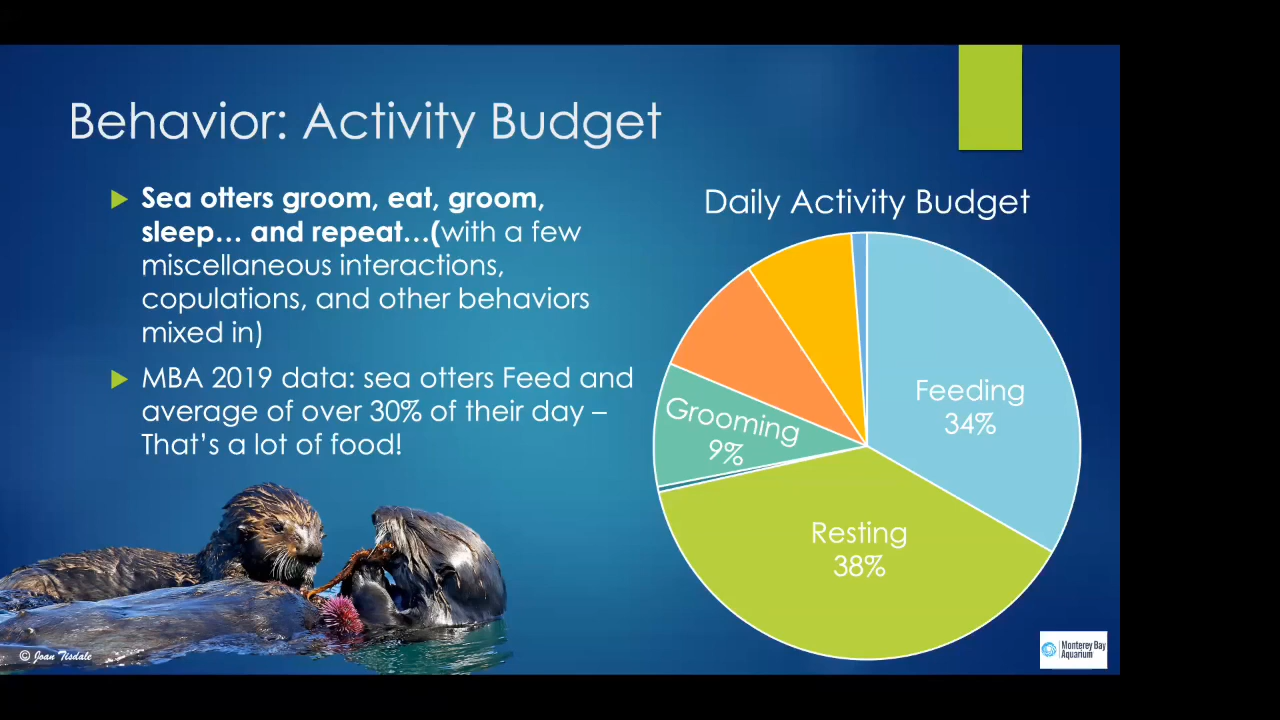 Behavior: Activity Budget
Sea otters groom, eat, groom,
sleep... and repeat...(with a few
miscellaneous interactions,
copulations, and other behaviors
mixed in)
MBA 2019 data: sea otters Feed and
average of over 30% of their day –
That's a lot of food!
Daily Activity Budget
Feeding
34%
Grooming
9%
Resting
38%
© Joan Tisdale
Monterey Bay
Aquarium